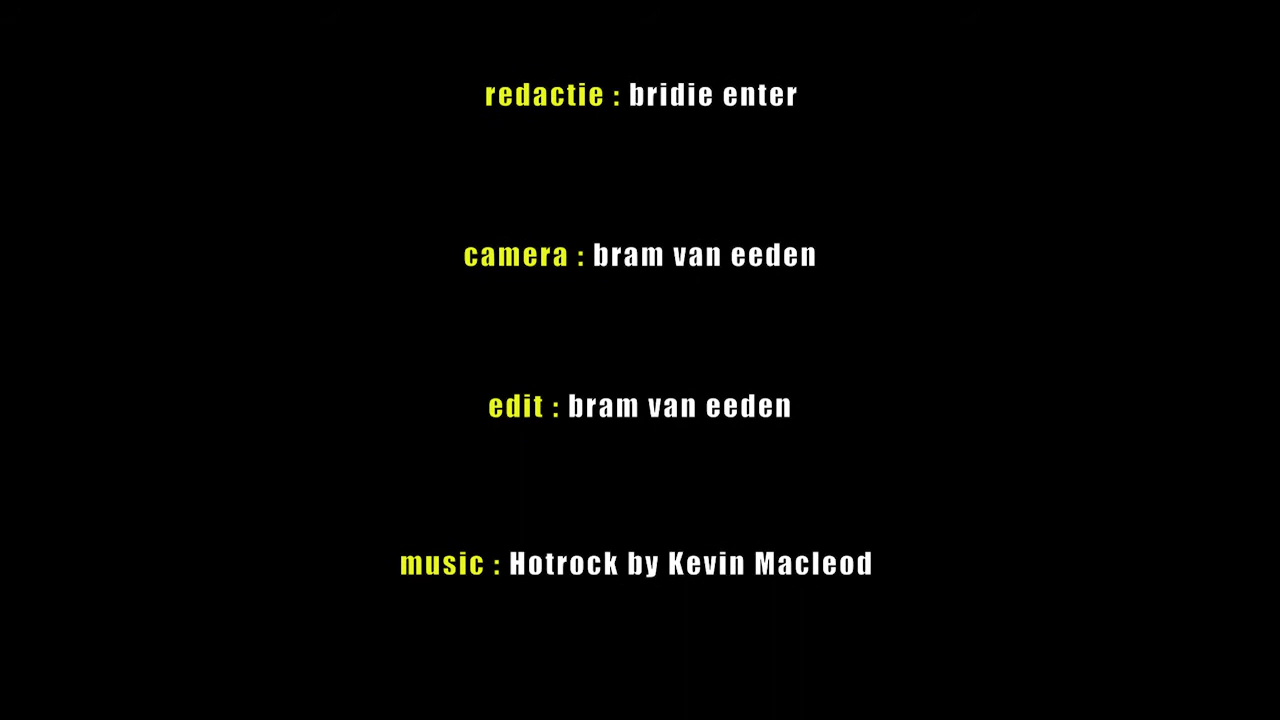 redactie : bridie enter
camera : bram van eeden
edit : bram van eeden
music : Hotrock by Kevin Macleod